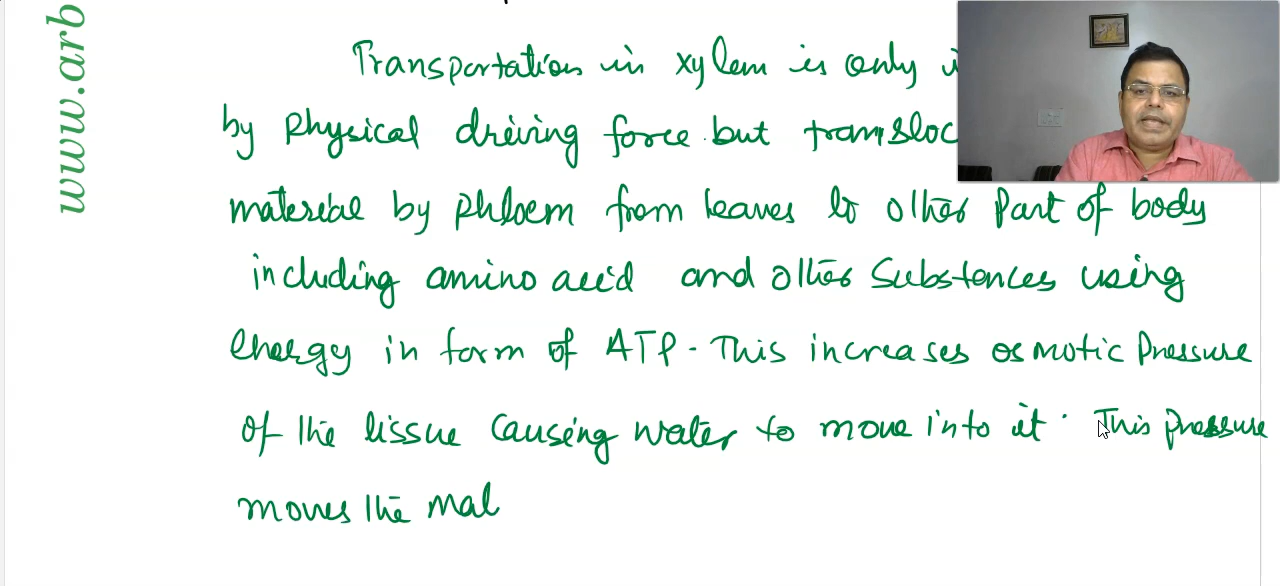 www.arb
Transportation in xylem is only i
by Physical driving force but transloc
material by Phloem from leaves to other Part of body
including amino acid and other Substances using
Energy in form of ATP. This increases osmotic Pressure
of the tissue causing water to move into it. This pressure
moves the mat